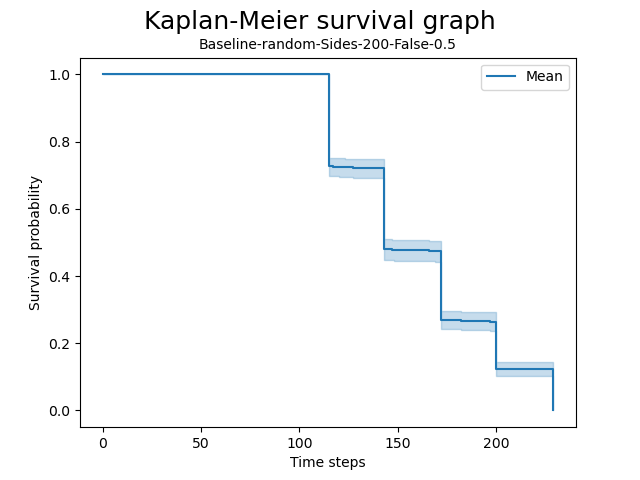 Kaplan-Meier survival graph
Baseline-random-Sides-200-False-0.5
Mean
Survival probability
1.0
0.8
0.6
0.4
0.2
0.0
0 50 100 150 200
Time steps